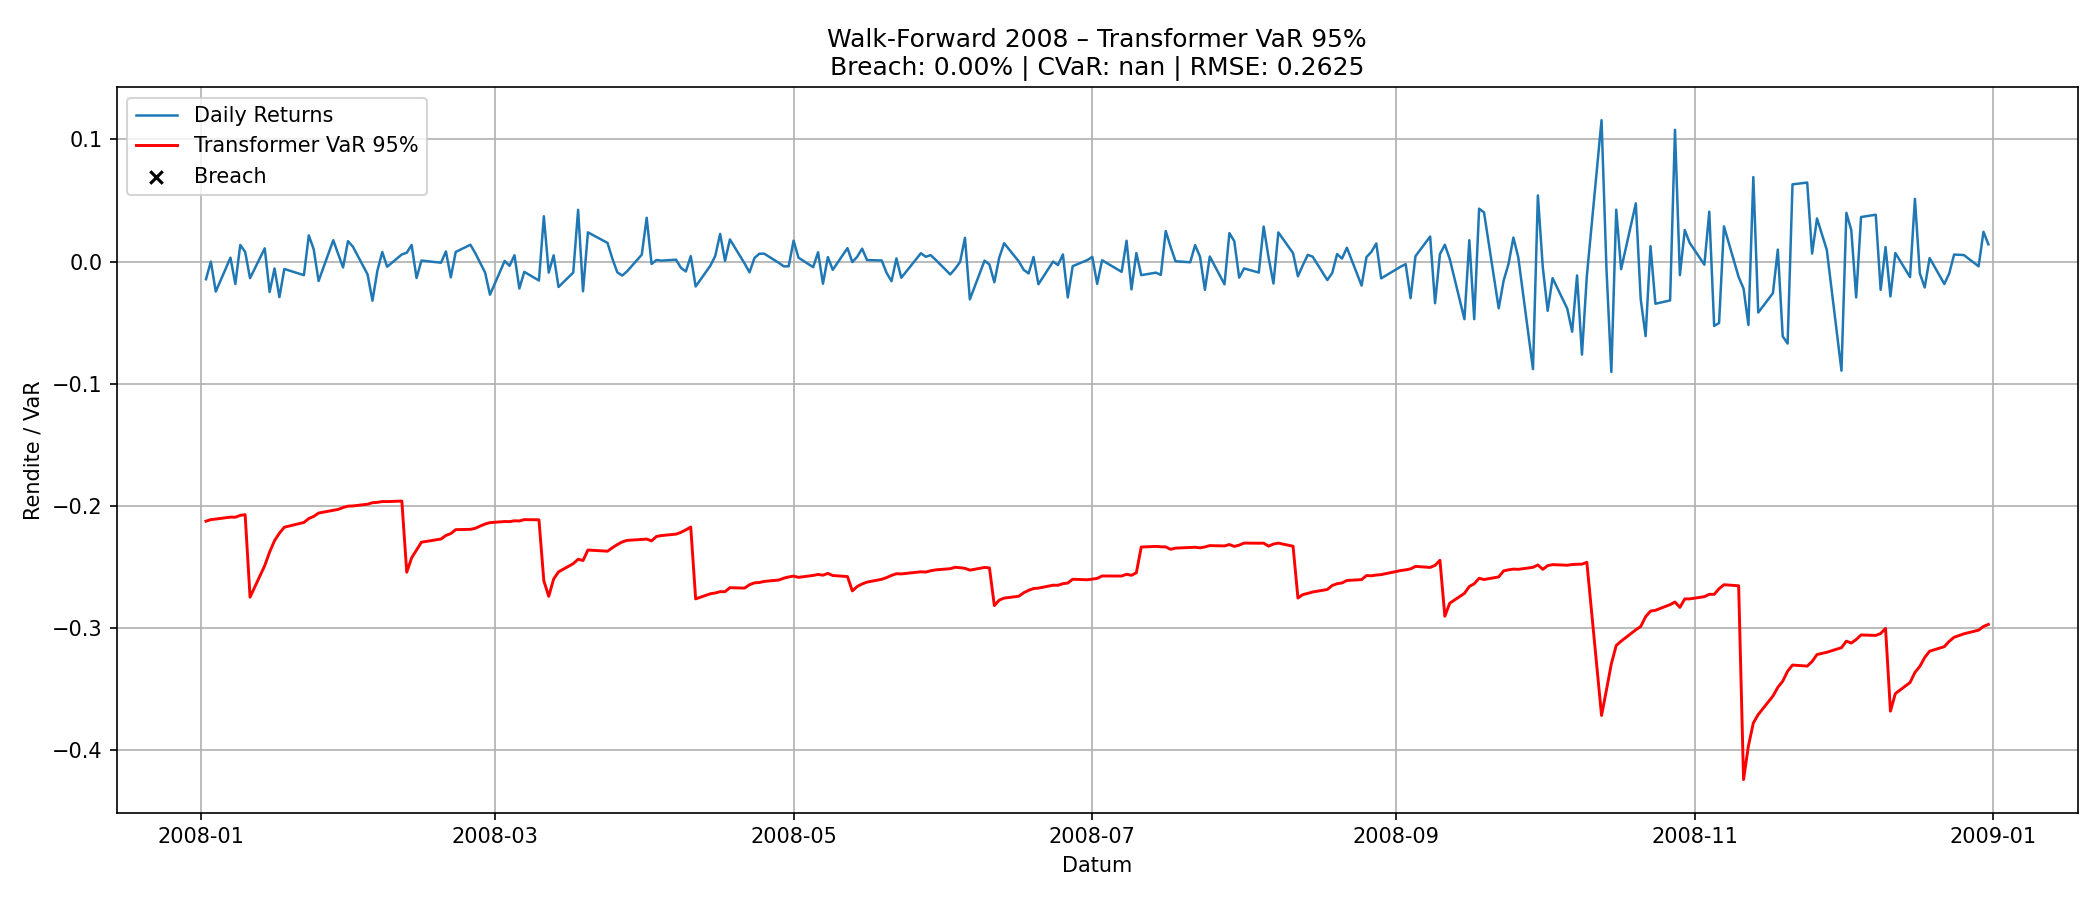 Walk-Forward 2008 – Transformer VaR 95%
Breach: 0.00% | CVaR: nan | RMSE: 0.2625
Daily Returns
Transformer VaR 95%
Breach
Rendite / VaR
0.1
0.0
−0.1
−0.2
−0.3
−0.4
2008-01
2008-03
2008-05
2008-07
2008-09
2008-11
2009-01
Datum